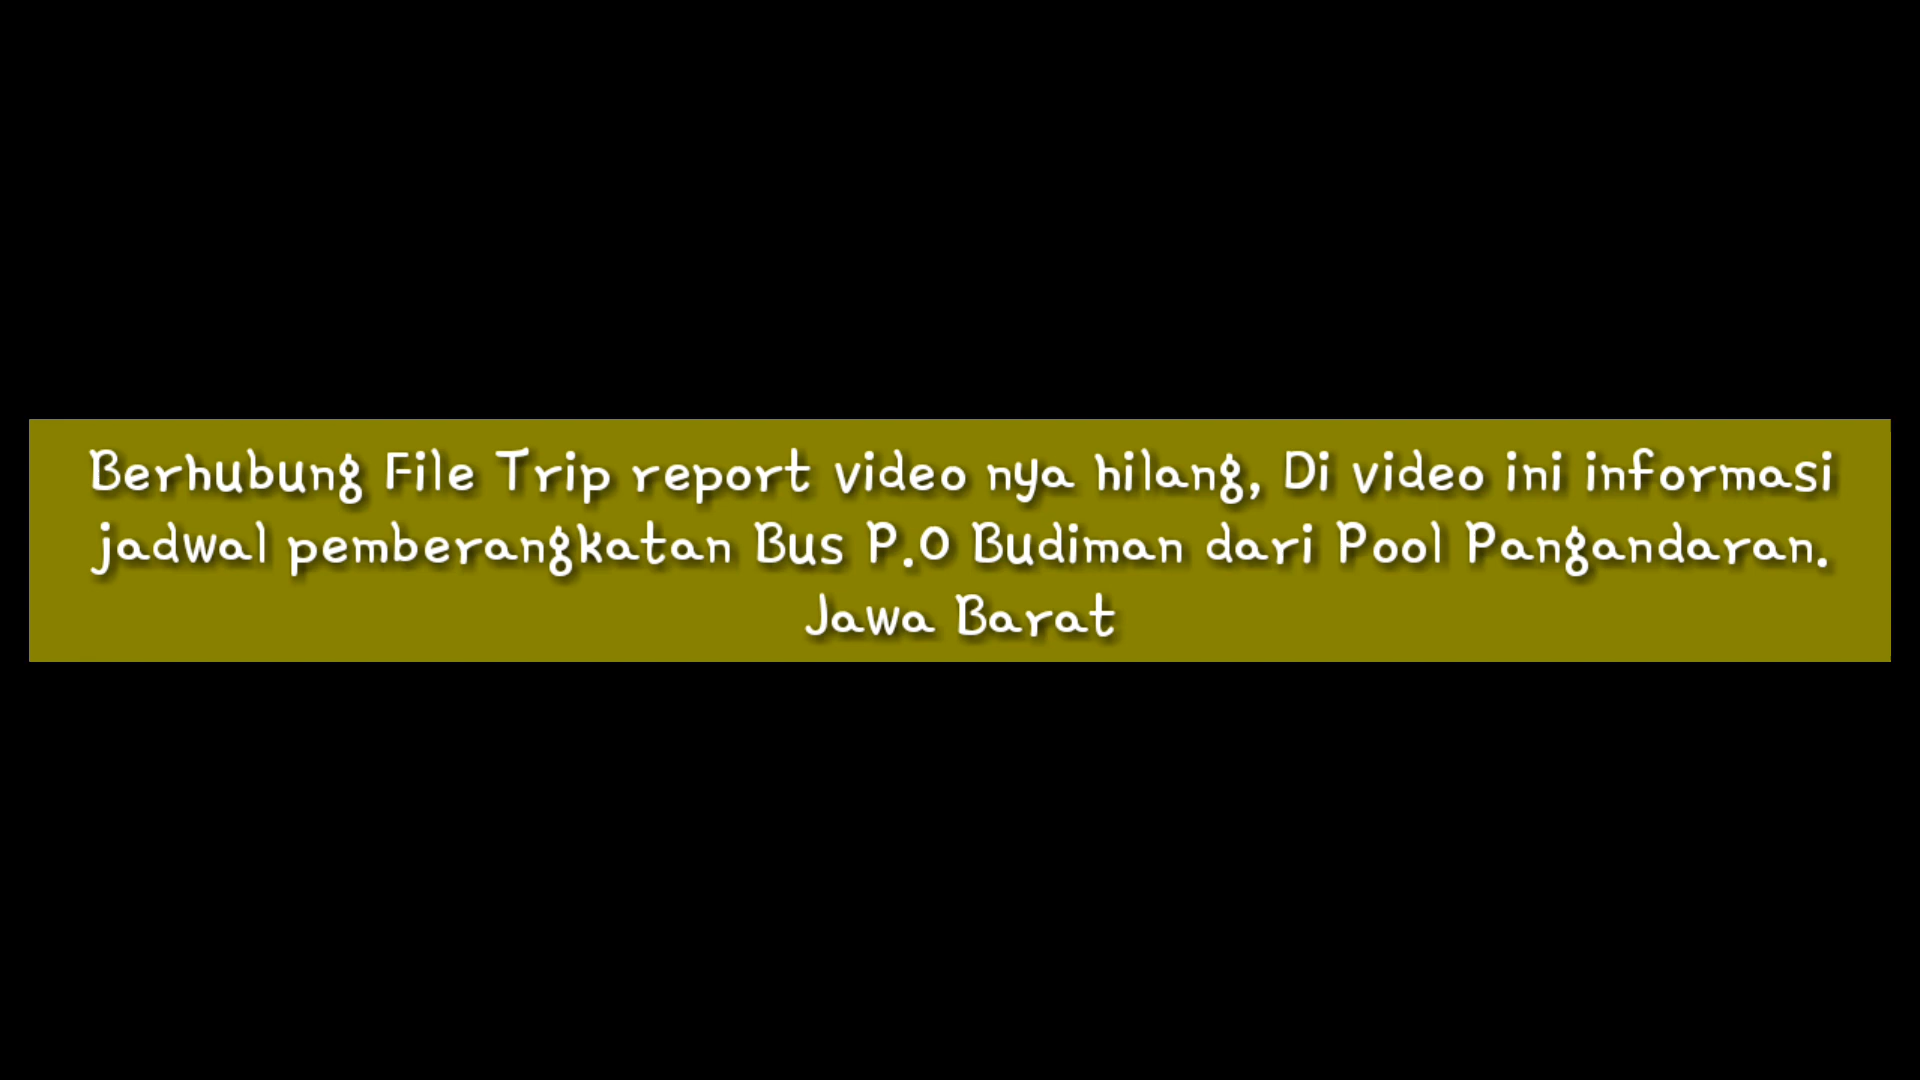 Berhubung File Trip report video nya hilang, Di video ini informasi
jadwal pemberangkatan Bus P.O Budiman dari Pool Pangandaran.
Jawa Barat